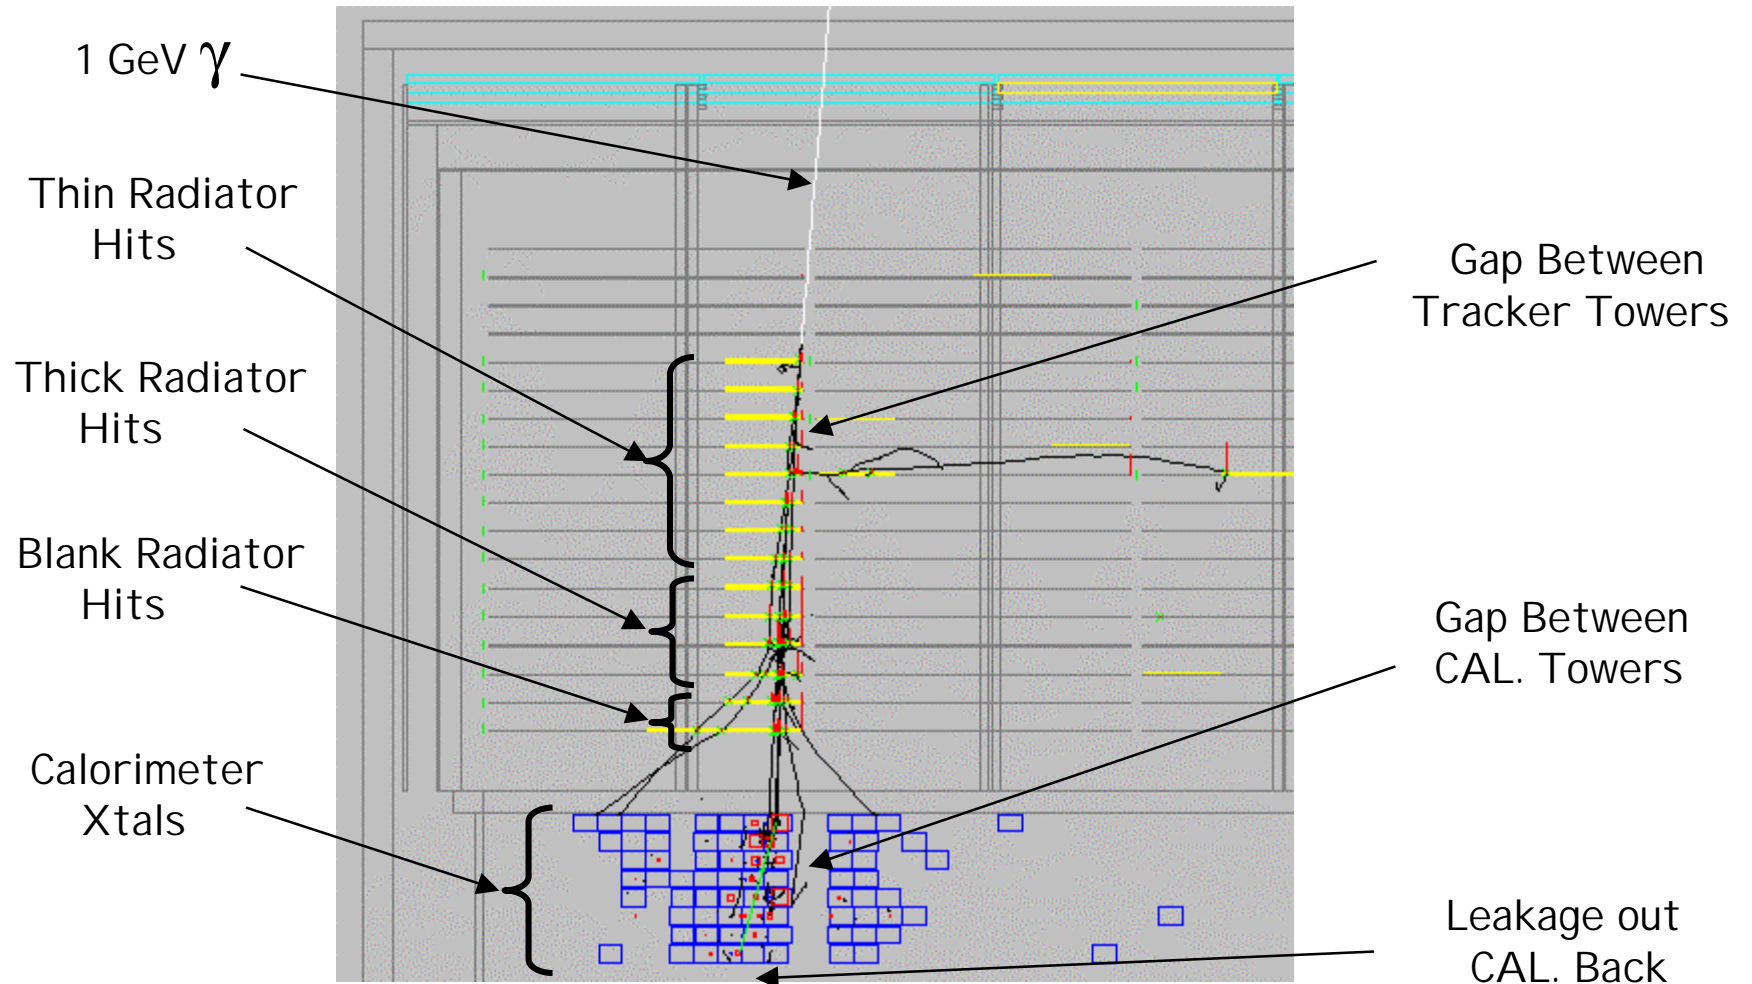 1 GeV γ
Thin Radiator
Hits
Thick Radiator
Hits
Blank Radiator
Hits
Calorimeter
Xtals
Gap Between
Tracker Towers
Gap Between
CAL. Towers
Leakage out
CAL. Back